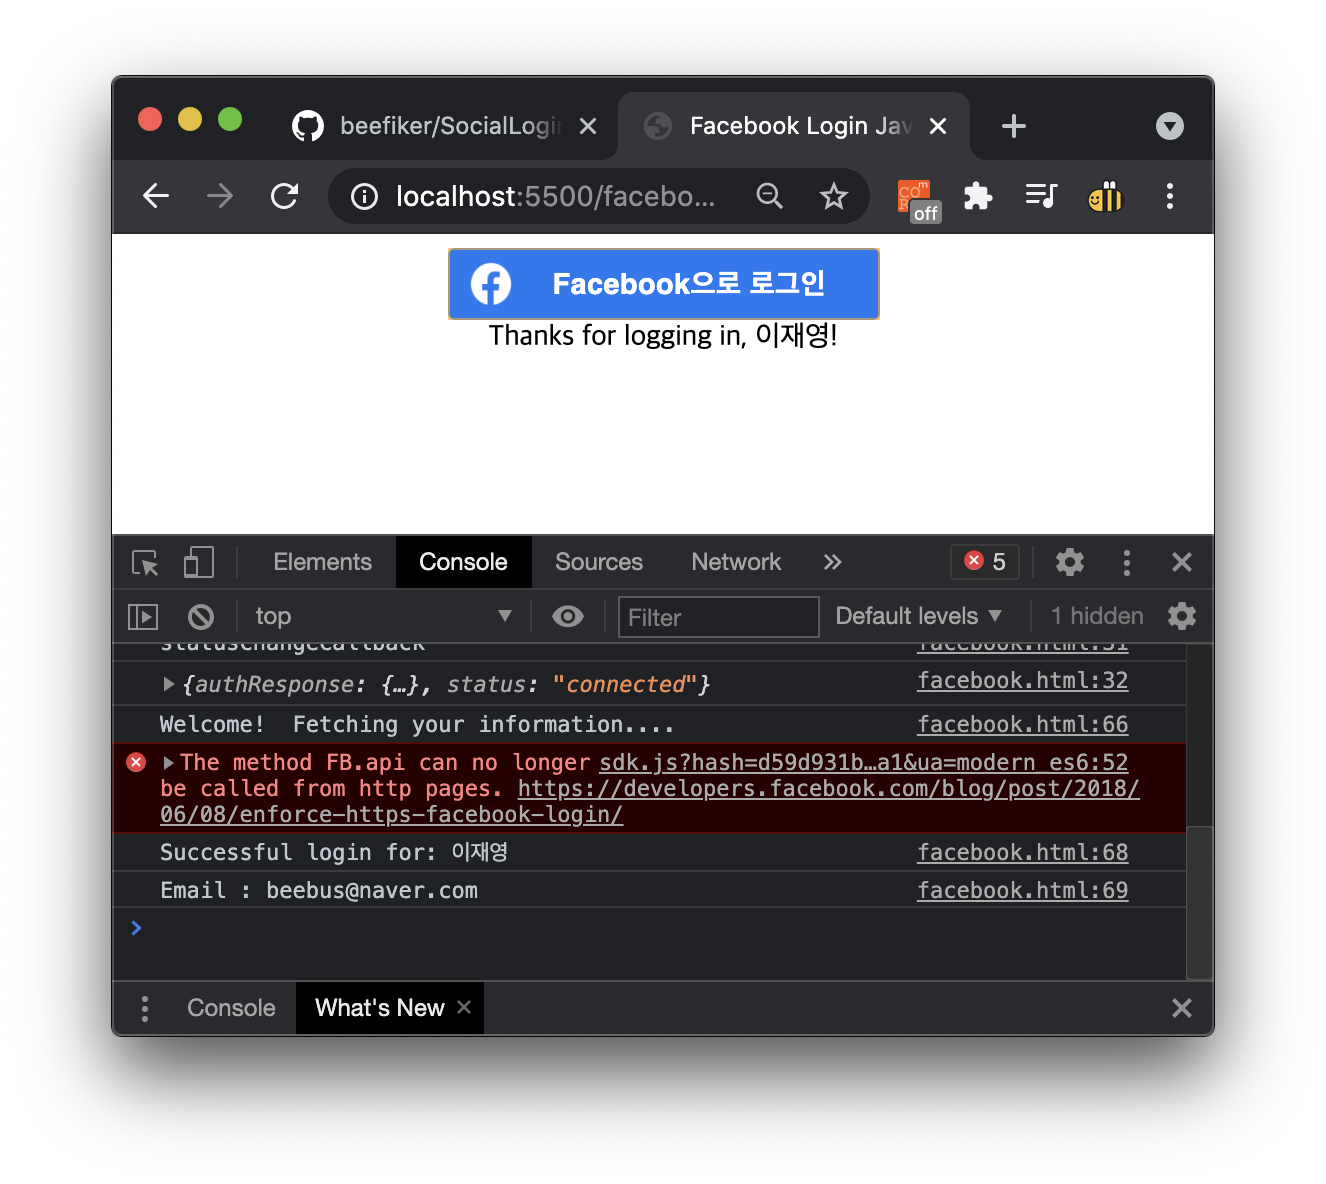 beefiker/SocialLogin
Facebook Login Jav
localhost:5500/facebo...
off
Facebook으로 로그인
Thanks for logging in, 이재영!
Elements Console Sources Network 5
top Filter Default levels 1 hidden
statusChangeCallback facebook.html:31
{authResponse: {…}, status: "connected"} facebook.html:32
Welcome!  Fetching your information.... facebook.html:66
The method FB.api can no longer sdk.js?hash=d59d931b…a1&ua=modern_es6:52
be called from http pages. https://developers.facebook.com/blog/post/2018/
06/08/enforce-https-facebook-login/
Successful login for: 이재영 facebook.html:68
Email : beebus@naver.com facebook.html:69
Console What's New